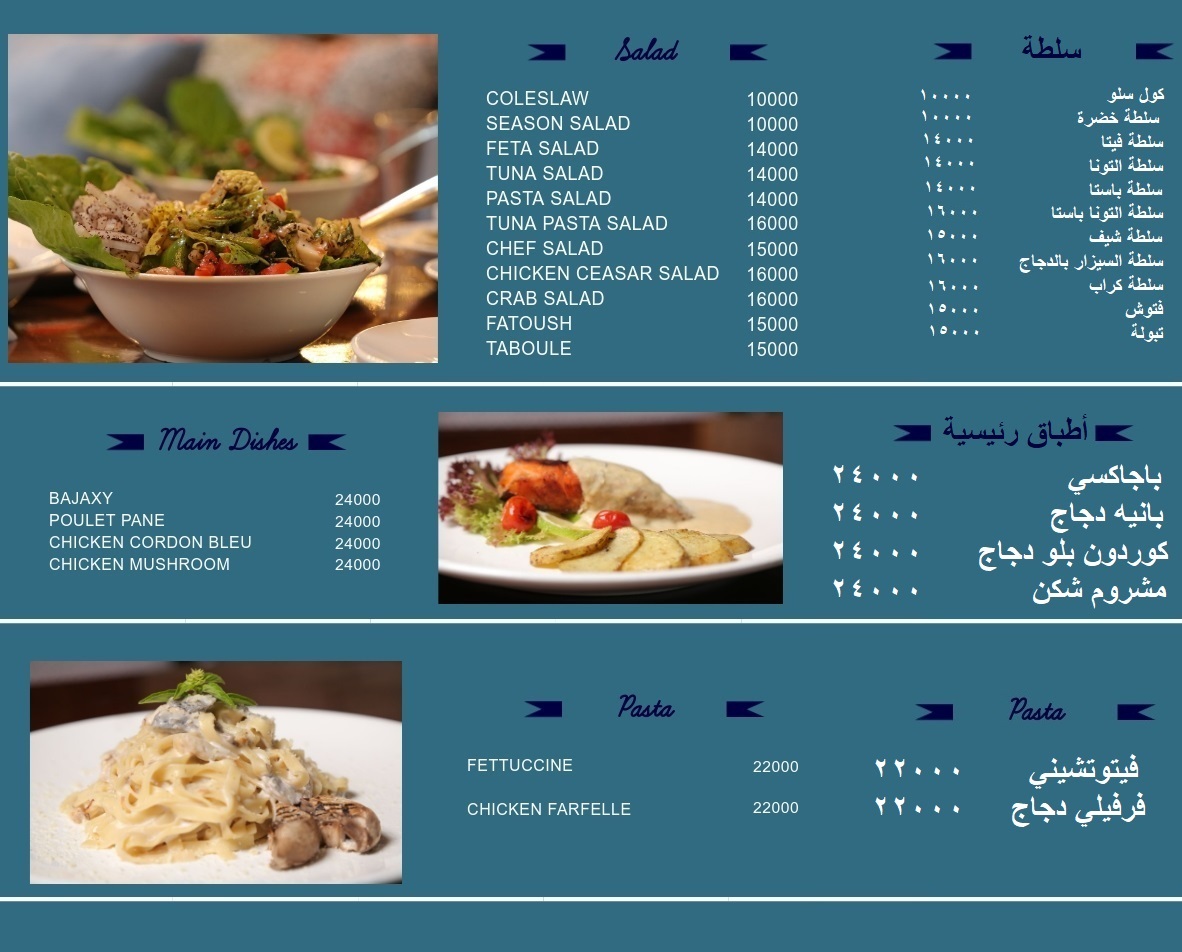 Salad
COLESLAW 10000
SEASON SALAD 10000
FETA SALAD 14000
TUNA SALAD 14000
PASTA SALAD 14000
TUNA PASTA SALAD 16000
CHEF SALAD 15000
CHICKEN CEASAR SALAD 16000
CRAB SALAD 16000
FATOUSH 15000
TABOULE 15000
سلطة
كول سلو ١٠٠٠٠
سلطة خضرة ١٠٠٠٠
سلطة فيتا ١٤٠٠٠
سلطة التونا ١٤٠٠٠
سلطة باستا ١٤٠٠٠
سلطة التونا باستا ١٦٠٠٠
سلطة شيف ١٥٠٠٠
سلطة السيزار بالدجاج ١٦٠٠٠
سلطة كراب ١٦٠٠٠
فتوش ١٥٠٠٠
تبولة ١٥٠٠٠
Main Dishes
BAJAXY 24000
POULET PANE 24000
CHICKEN CORDON BLEU 24000
CHICKEN MUSHROOM 24000
أطباق رئيسية
باجاكسي ٢٤٠٠٠
بانيه دجاج ٢٤٠٠٠
كوردون بلو دجاج ٢٤٠٠٠
مشروم شكن ٢٤٠٠٠
Pasta
FETTUCCINE 22000
CHICKEN FARFELLE 22000
Pasta
فيتوتشيني ٢٢٠٠٠
فرفيلي دجاج ٢٢٠٠٠